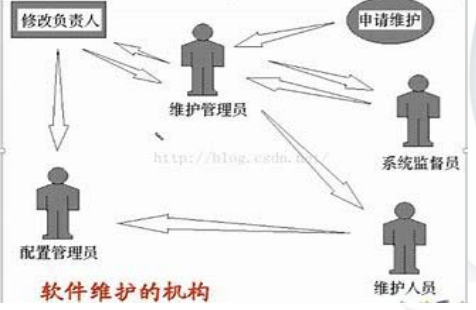 修改负责人
申请维护
维护管理员
http://blog.csdn.net/
系统监督员
配置管理员
维护人员
软件维护的机构